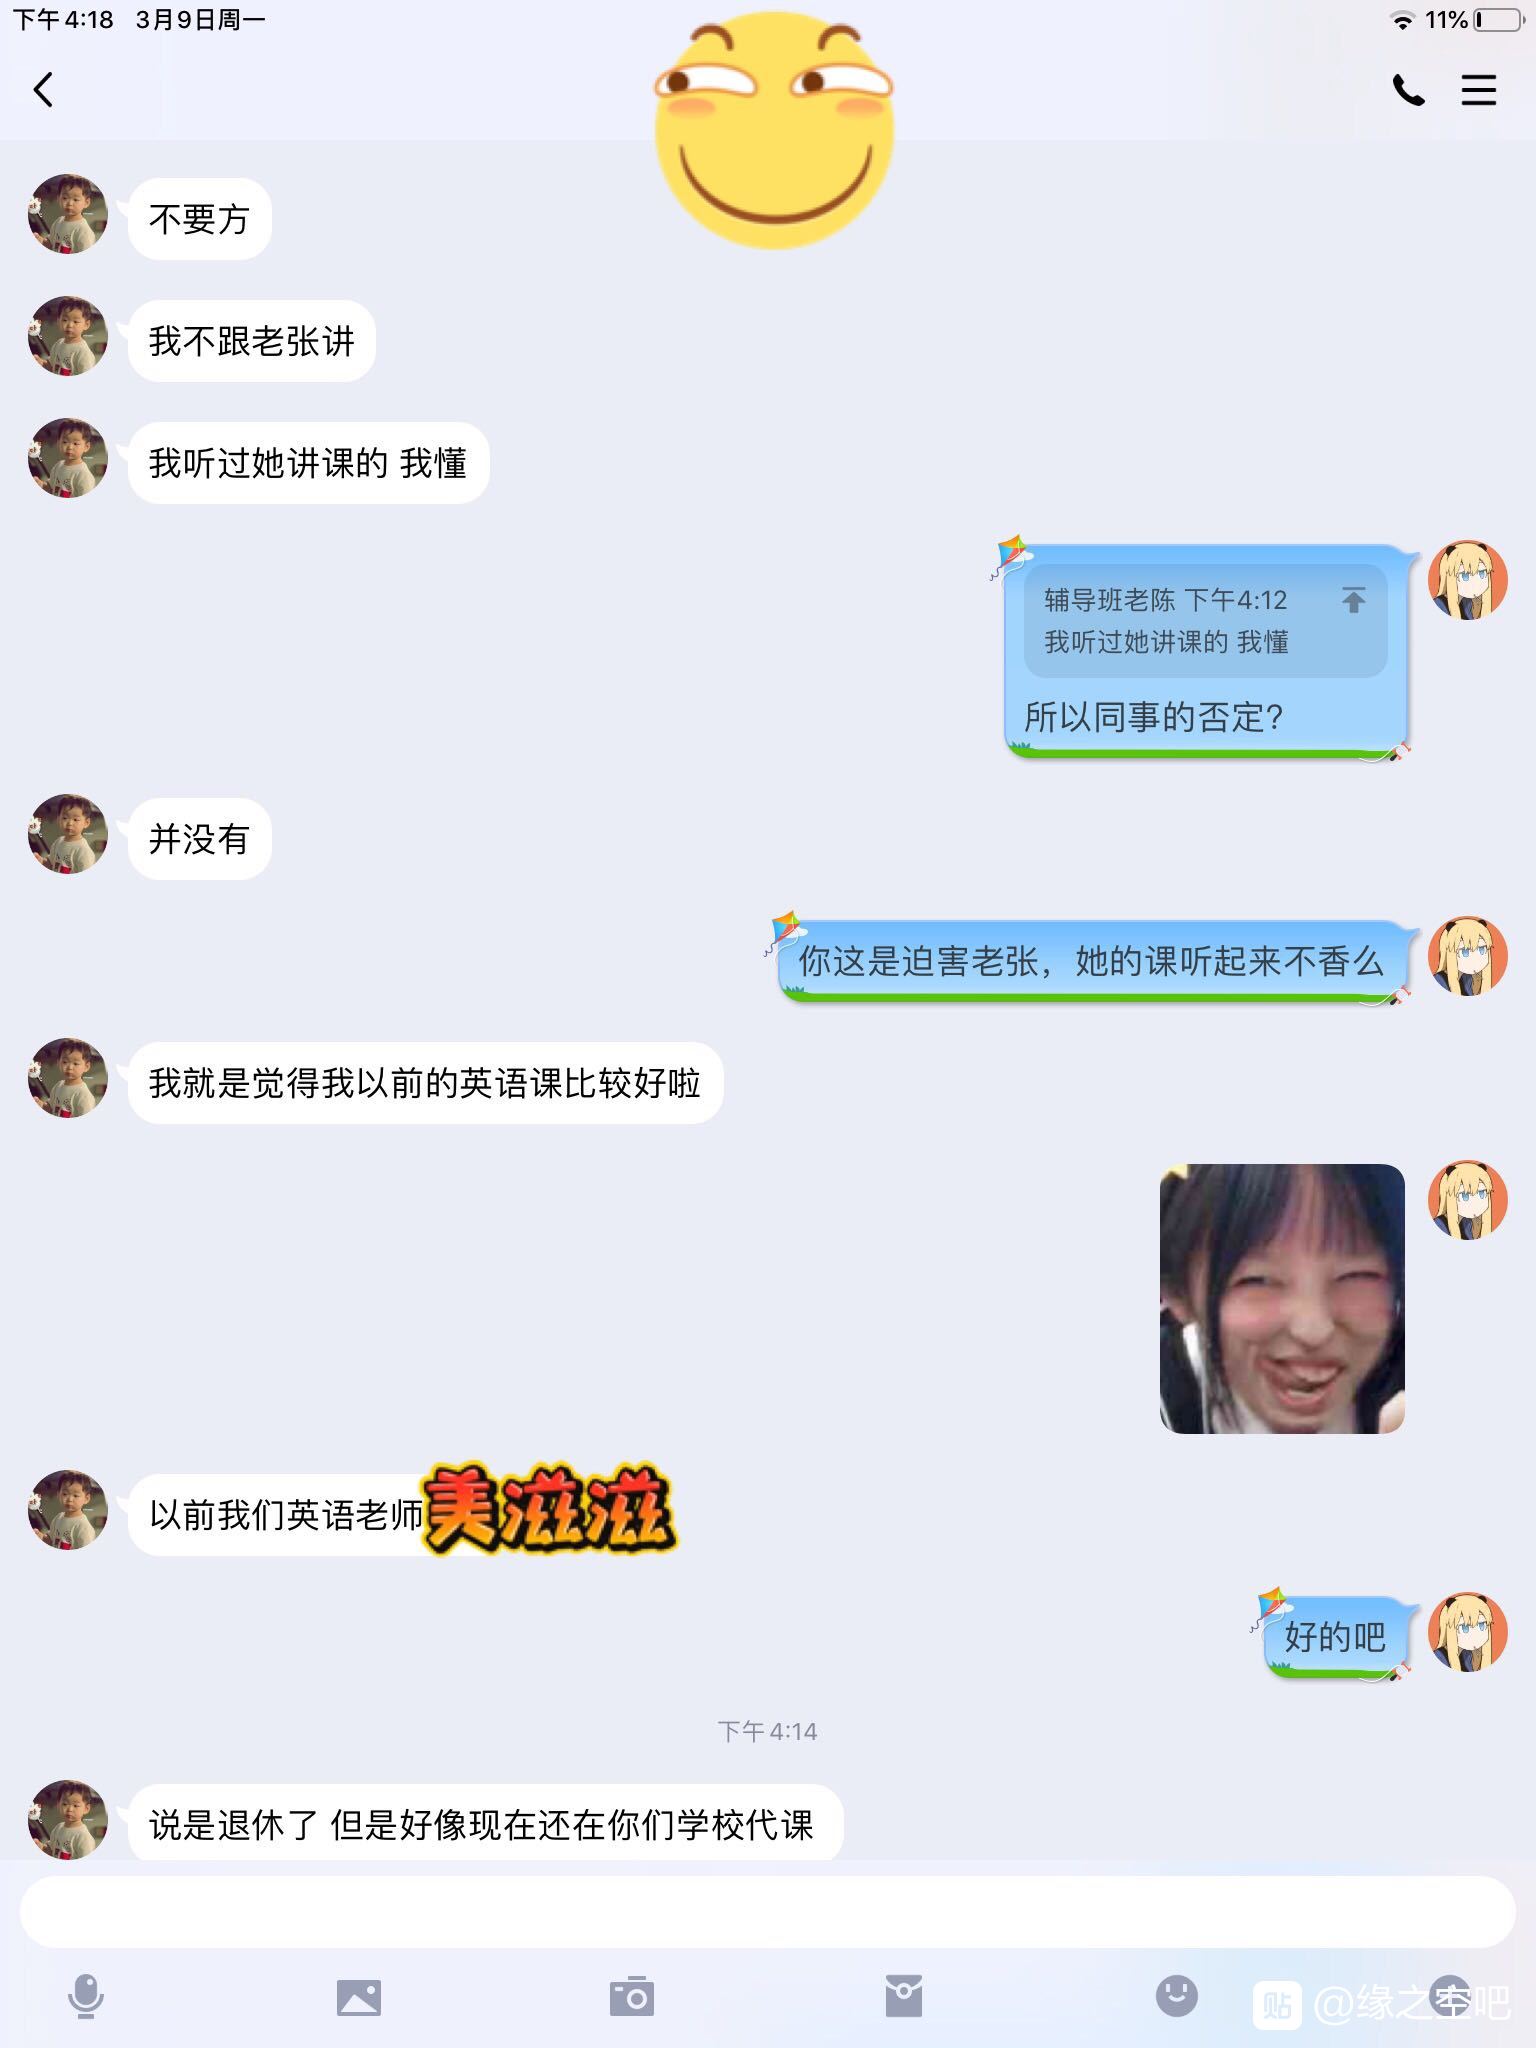 下午4:18 3月9日周一
11%
不要方
我不跟老张讲
我听过她讲课的 我懂
辅导班老陈 下午4:12
我听过她讲课的 我懂
所以同事的否定?
并没有
你这是迫害老张，她的课听起来不香么
我就是觉得我以前的英语课比较好啦
以前我们英语老师
美滋滋
好的吧
下午4:14
说是退休了 但是好像现在还在你们学校代课
贴 @缘之空吧